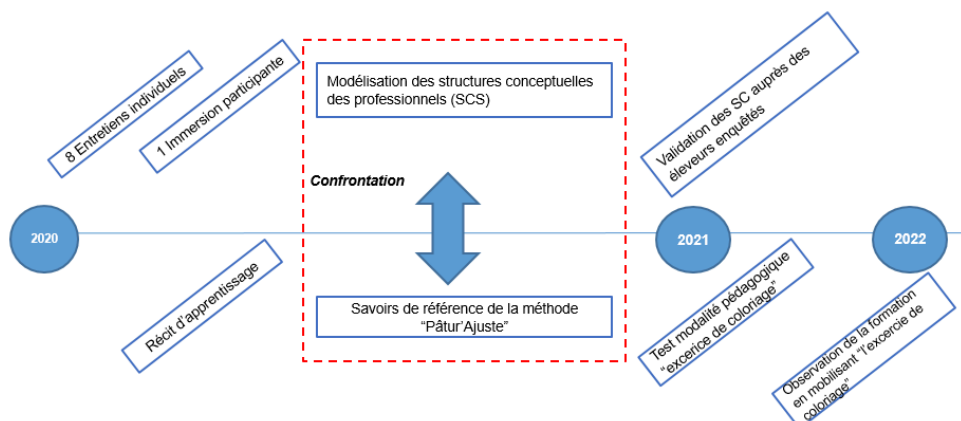 8 Entretiens individuels
1 Immersion participante
Modélisation des structures conceptuelles
des professionnels (SCS)
Validation des SC auprès des
éleveurs enquêtés
Confrontation
2020
2021
2022
Récit d’apprentissage
Savoirs de référence de la méthode
“Pâtur’Ajuste”
Test modalité pédagogique
“excerice de coloriage”
Observation de la formation
en mobilisant “l’excercie de
coloriage”